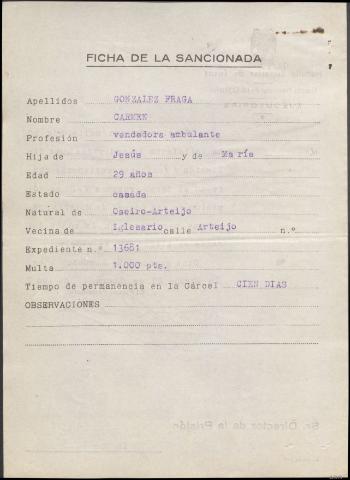 FICHA DE LA SANCIONADA
Apellidos GONZALEZ FRAGA
Nombre CARMEN
Profesión vendedora ambulante
Hija de Jesús y de María
Edad 29 años
Estado casada
Natural de Oseiro-Arteijo
Vecina de Iglesario calle Arteijo n.º
Expediente n.º 13681
Multa 1.000 pts.
Tiempo de permanencia en la Cárcel CIEN DIAS
OBSERVACIONES
Sr. Director de la Prisión